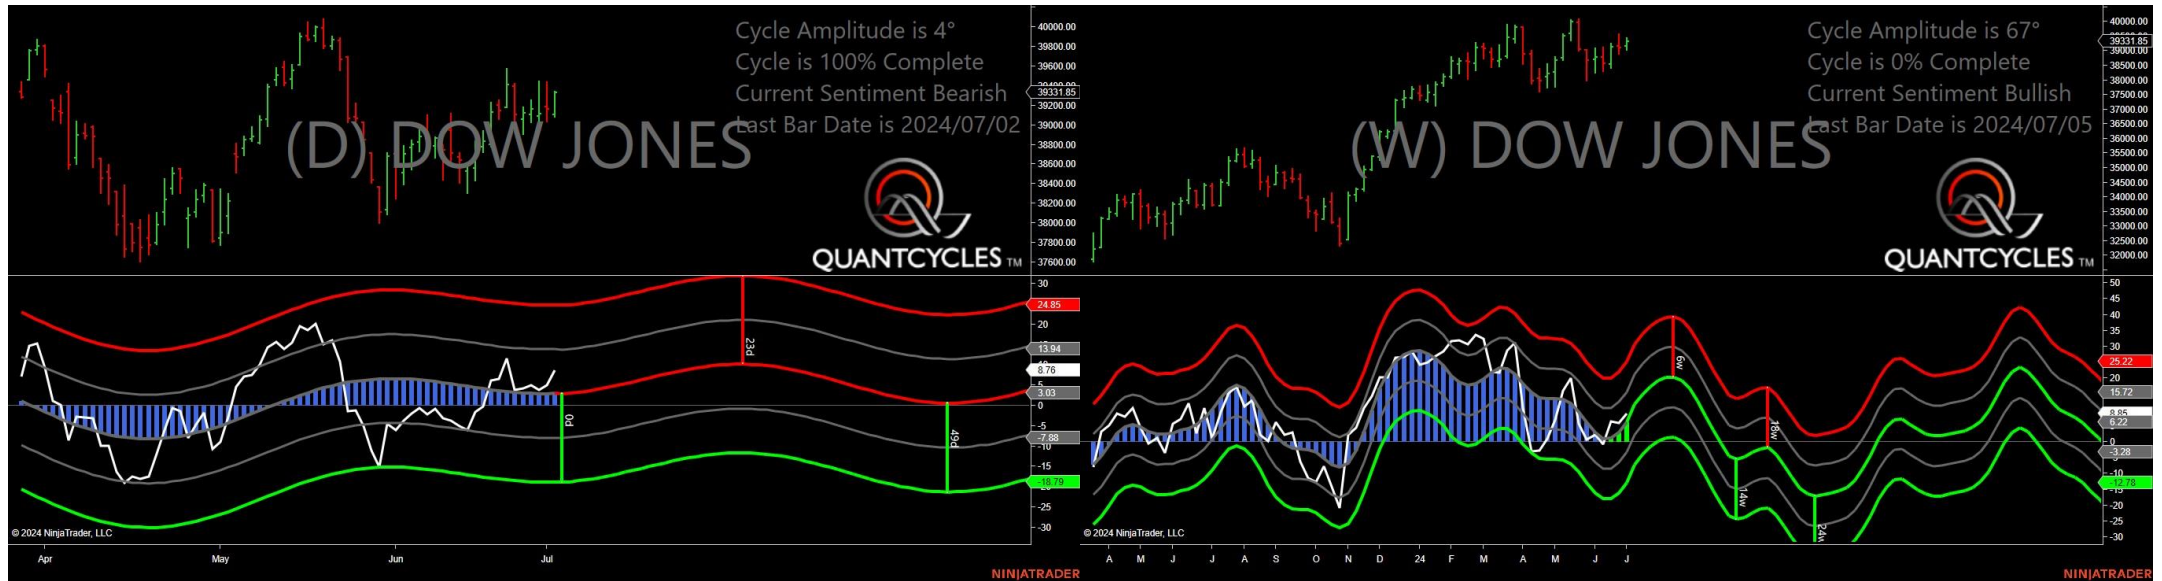 Cycle Amplitude is 4°
Cycle is 100% Complete
Current Sentiment Bearish
Last Bar Date is 2024/07/02
(D) DOW JONES
QUANTCYCLES TM
40000.00
39800.00
39600.00
39400.00
39331.85
39200.00
39000.00
38800.00
38600.00
38400.00
38200.00
38000.00
37800.00
37600.00
30
24.85
20
13.94
8.76
5
3.03
0
-5
-7.88
-10
-15
-18.79
-25
-30
23d
0d
49d
© 2024 NinjaTrader, LLC
Apr
May
Jun
Jul
NINJATRADER
Cycle Amplitude is 67°
Cycle is 0% Complete
Current Sentiment Bullish
Last Bar Date is 2024/07/05
(W) DOW JONES
QUANTCYCLES TM
40000.00
39331.85
39000.00
38500.00
38000.00
37500.00
37000.00
36500.00
36000.00
35500.00
35000.00
34500.00
34000.00
33500.00
33000.00
32500.00
32000.00
50
45
40
35
30
25.22
20
15.72
8.85
6.22
0
-3.28
-10
-12.78
-20
-25
-30
6w
18w
14w
24w
© 2024 NinjaTrader, LLC
A M J J A S O N D 24 F M A M J J
NINJATRADER